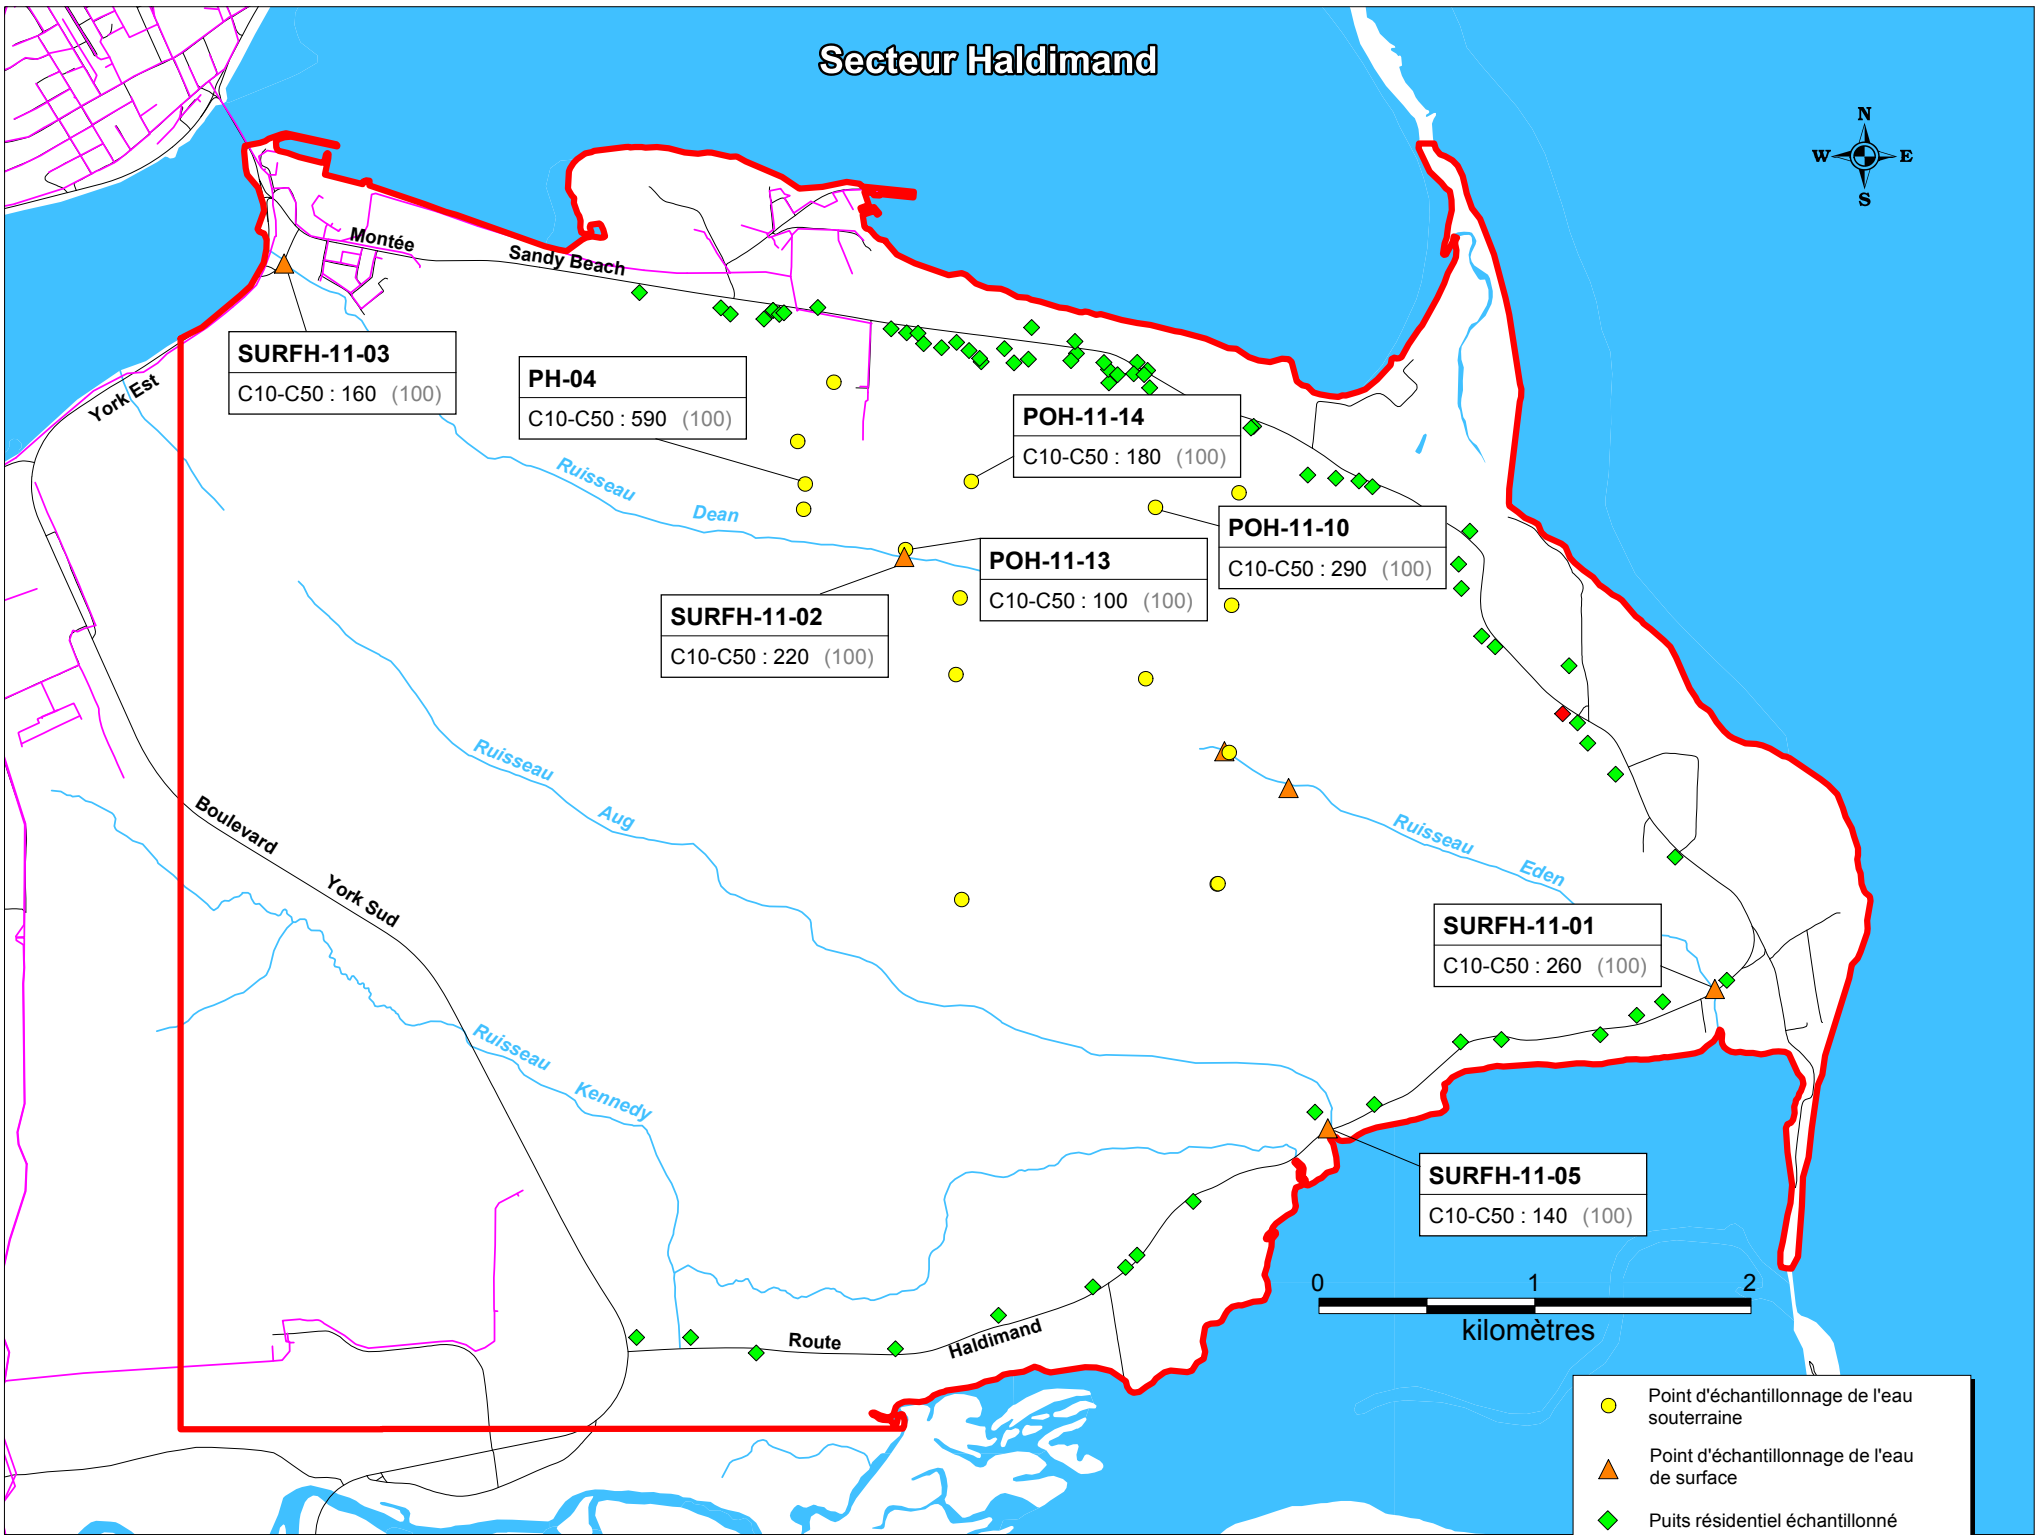 Secteur Haldimand
N
W E
S
Montée
Sandy Beach
SURFH-11-03
C10-C50 : 160 (100)
York Est
PH-04
C10-C50 : 590 (100)
POH-11-14
C10-C50 : 180 (100)
Ruisseau
Dean
POH-11-10
C10-C50 : 290 (100)
POH-11-13
C10-C50 : 100 (100)
SURFH-11-02
C10-C50 : 220 (100)
Ruisseau
Aug
Boulevard
York Sud
Ruisseau
Eden
SURFH-11-01
C10-C50 : 260 (100)
Ruisseau
Kennedy
SURFH-11-05
C10-C50 : 140 (100)
0 1 2
kilomètres
Route
Haldimand
Point d'échantillonnage de l'eau
souterraine
Point d'échantillonnage de l'eau
de surface
Puits résidentiel échantillonné